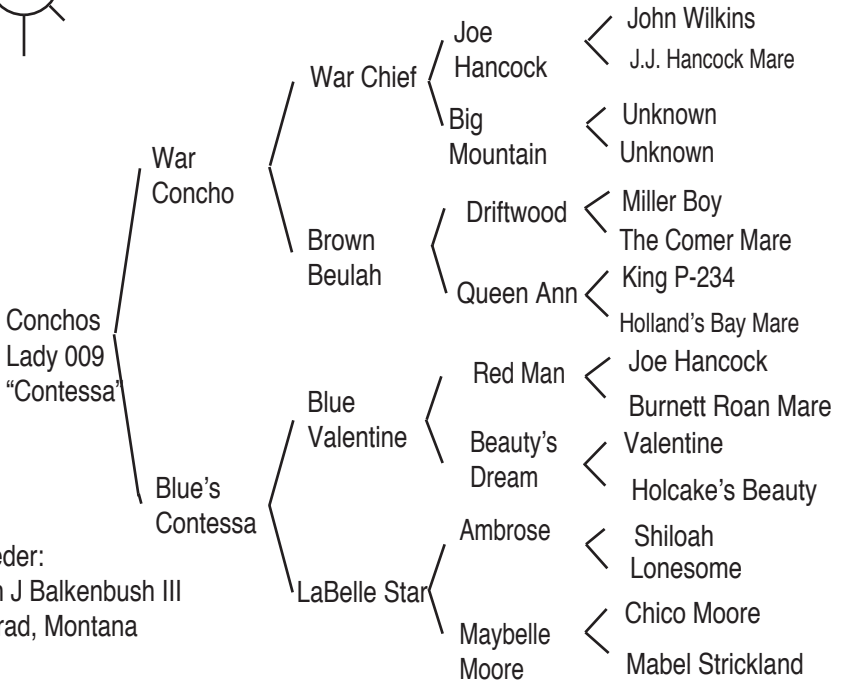 John Wilkins
Joe
Hancock
J.J. Hancock Mare
War Chief
Big
Mountain
Unknown
Unknown
War
Concho
Driftwood
Miller Boy
The Comer Mare
Brown
Beulah
Queen Ann
King P-234
Holland's Bay Mare
Conchos
Lady 009
“Contessa”
Red Man
Joe Hancock
Burnett Roan Mare
Blue
Valentine
Beauty's
Dream
Valentine
Holcake's Beauty
Blue's
Contessa
Ambrose
Shiloah
Lonesome
LaBelle Star
Maybelle
Moore
Chico Moore
Mabel Strickland
J Balkenbush III
Montana